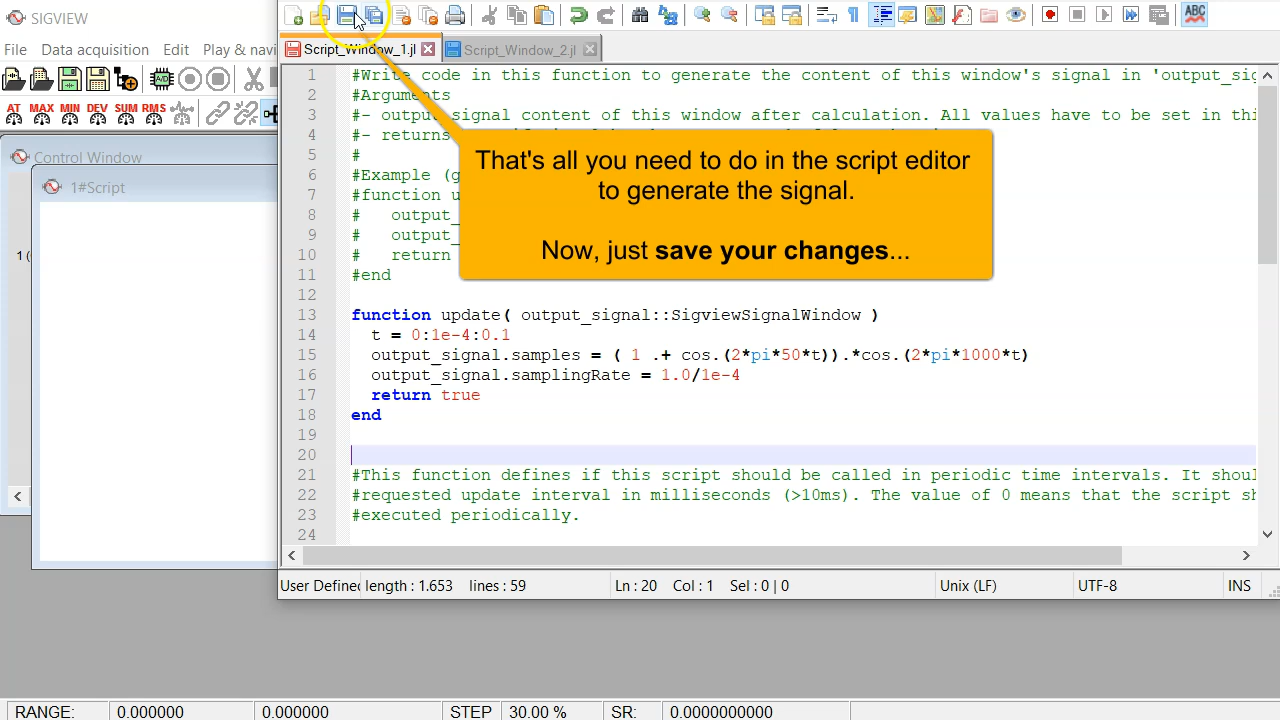 SIGVIEW
File Data acquisition Edit Play & navi
AT MAX MIN DEV SUM RMS
Control Window
1#Script
1 (
Script_Window_1.jl Script_Window_2.jl
ABC
1 #Write code in this function to generate the content of this window's signal in 'output_sig
2 #Arguments
3 #- output_signal content of this window after calculation. All values have to be set in thi
4 #- returns
5 #
6 #Example (g
7 #function u
8 # output_
9 # output_
10 # return
11 #end
12
13 function update( output_signal::SigviewSignalWindow )
14 t = 0:1e-4:0.1
15 output_signal.samples = ( 1 .+ cos.(2*pi*50*t)).*cos.(2*pi*1000*t)
16 output_signal.samplingRate = 1.0/1e-4
17 return true
18 end
19
20
21 #This function defines if this script should be called in periodic time intervals. It shoul
22 #requested update interval in milliseconds (>10ms). The value of 0 means that the script sh
23 #executed periodically.
24
That's all you need to do in the script editor
to generate the signal.
Now, just save your changes...
User Define length : 1.653 lines : 59 Ln : 20 Col : 1 Sel : 0 | 0 Unix (LF) UTF-8 INS
RANGE: 0.000000 0.000000 STEP 30.00 % SR: 0.0000000000